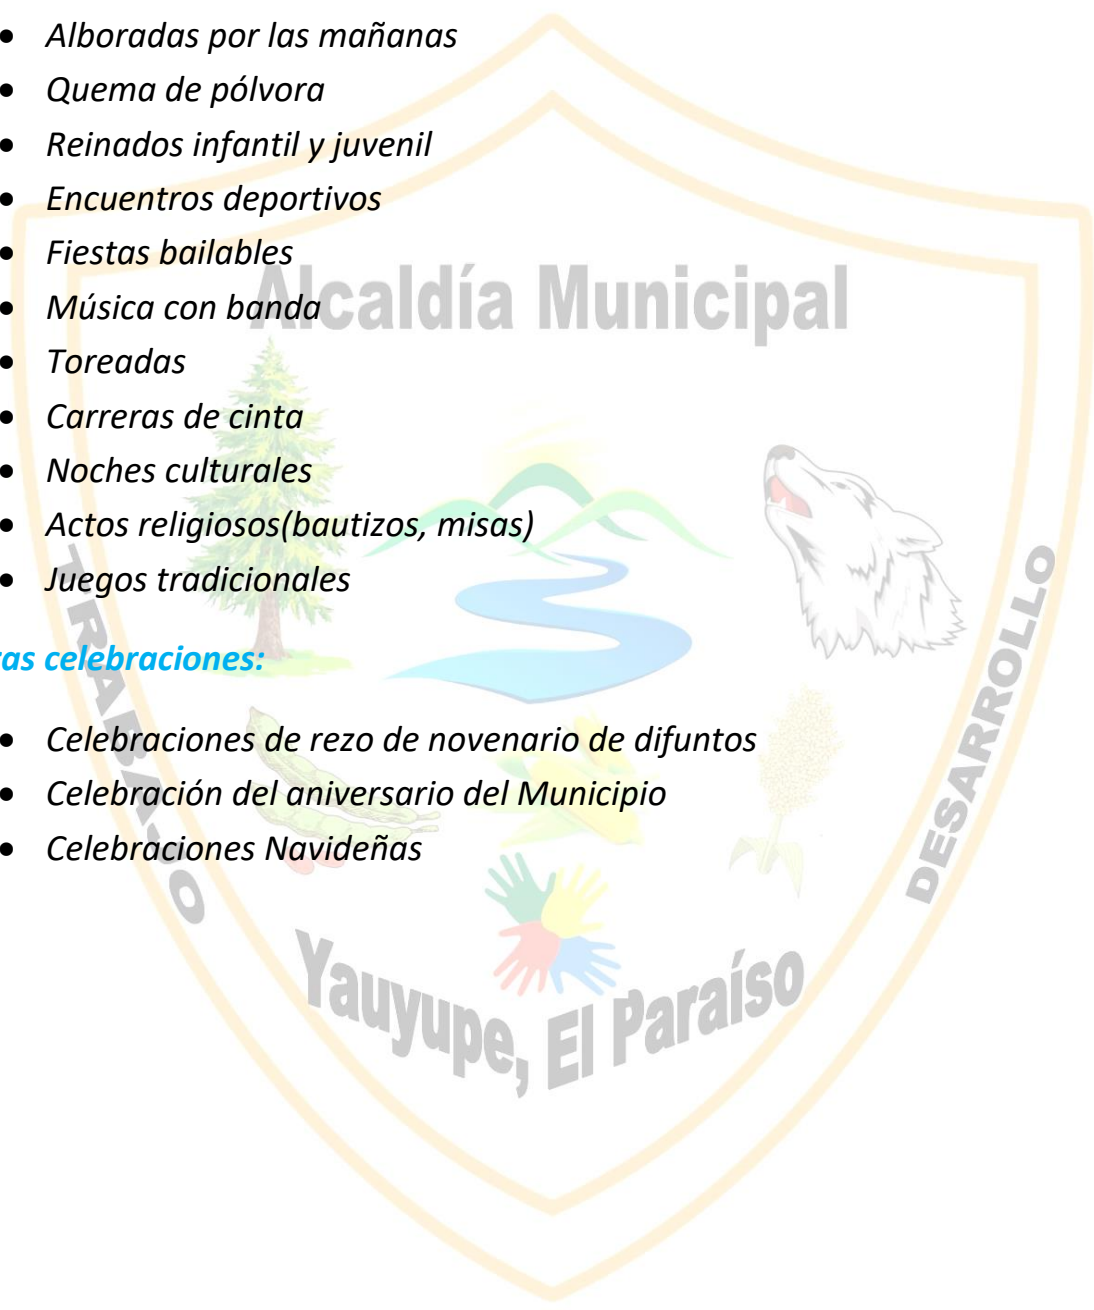 • Alboradas por las mañanas
• Quema de pólvora
• Reinados infantil y juvenil
• Encuentros deportivos
• Fiestas bailables
• Música con banda
• Toreadas
• Carreras de cinta
• Noches culturales
• Actos religiosos(bautizos, misas)
• Juegos tradicionales
ras celebraciones:
• Celebraciones de rezo de novenario de difuntos
• Celebración del aniversario del Municipio
• Celebraciones Navideñas
Alcaldía Municipal
TRABAJO
DESARROLLO
Yauyupe, El Paraíso